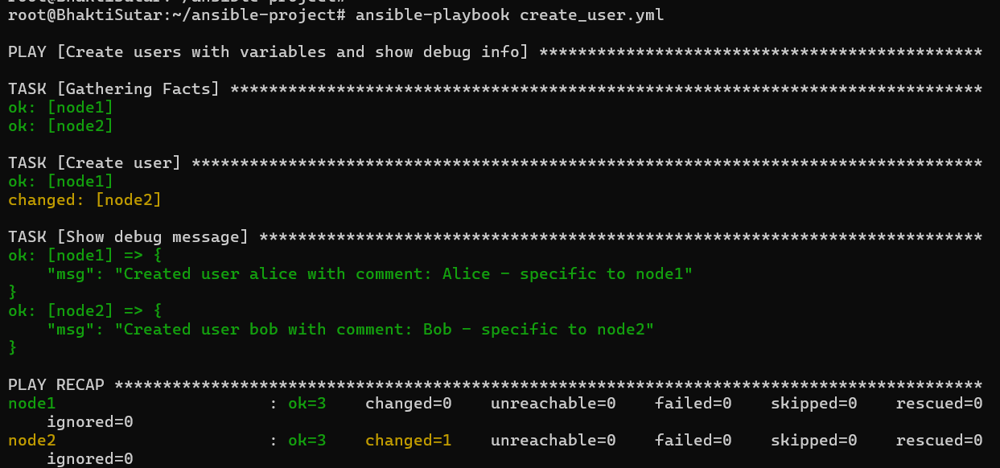 root@BhaktiSutar:~/ansible-project#
root@BhaktiSutar:~/ansible-project# ansible-playbook create_user.yml
PLAY [Create users with variables and show debug info] **********************************************
TASK [Gathering Facts] ******************************************************************************
ok: [node1]
ok: [node2]
TASK [Create user] **********************************************************************************
ok: [node1]
changed: [node2]
TASK [Show debug message] ***************************************************************************
ok: [node1] => {
    "msg": "Created user alice with comment: Alice - specific to node1"
}
ok: [node2] => {
    "msg": "Created user bob with comment: Bob - specific to node2"
}
PLAY RECAP ******************************************************************************************
node1                      : ok=3    changed=0    unreachable=0    failed=0    skipped=0    rescued=0
    ignored=0
node2                      : ok=3    changed=1    unreachable=0    failed=0    skipped=0    rescued=0
    ignored=0